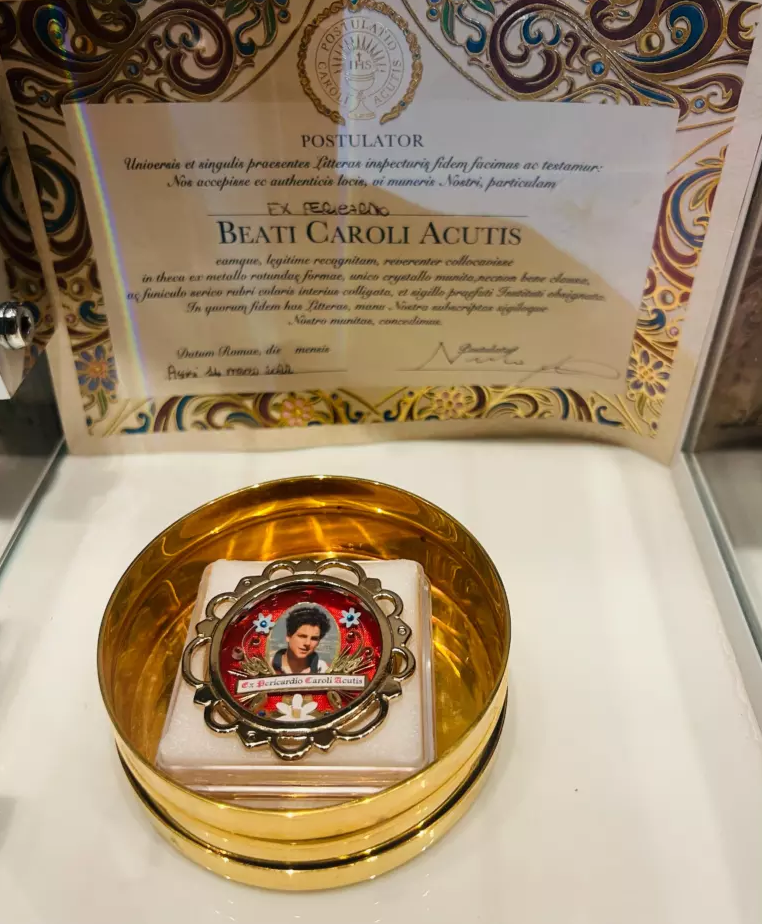 POSTULATIO CAROLI ACUTIS
IHS
POSTULATOR
Universis et singulis praesentes Litteras inspecturis fidem facimus ac testamur:
Nos accepisse ec authenticis locis, vi muneris Nostri, particulam
EX PERICARDIO
BEATI CAROLI ACUTIS
eamque, legitime recognitam, reverenter collocavisse
in theca ex metallo rotundae formae, unico crystallo munita, necnon bene clausa,
ac funiculo serico rubri coloris interius colligata, et sigillo praefati Instituti obsignata.
In quorum fidem has Litteras, manu Nostra subscriptas sigilloque
Nostro munitas, concedimus.
Datum Romae, die mensis
Postulator
Ex Pericardio Caroli Acutis